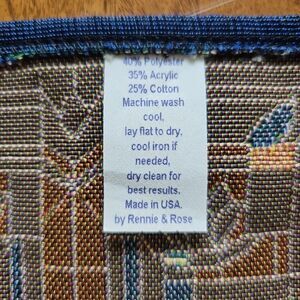 40% Polyester
35% Acrylic
25% Cotton
Machine wash
cool,
lay flat to dry,
cool iron if
needed,
dry clean for
best results.
Made in USA.
by Rennie & Rose